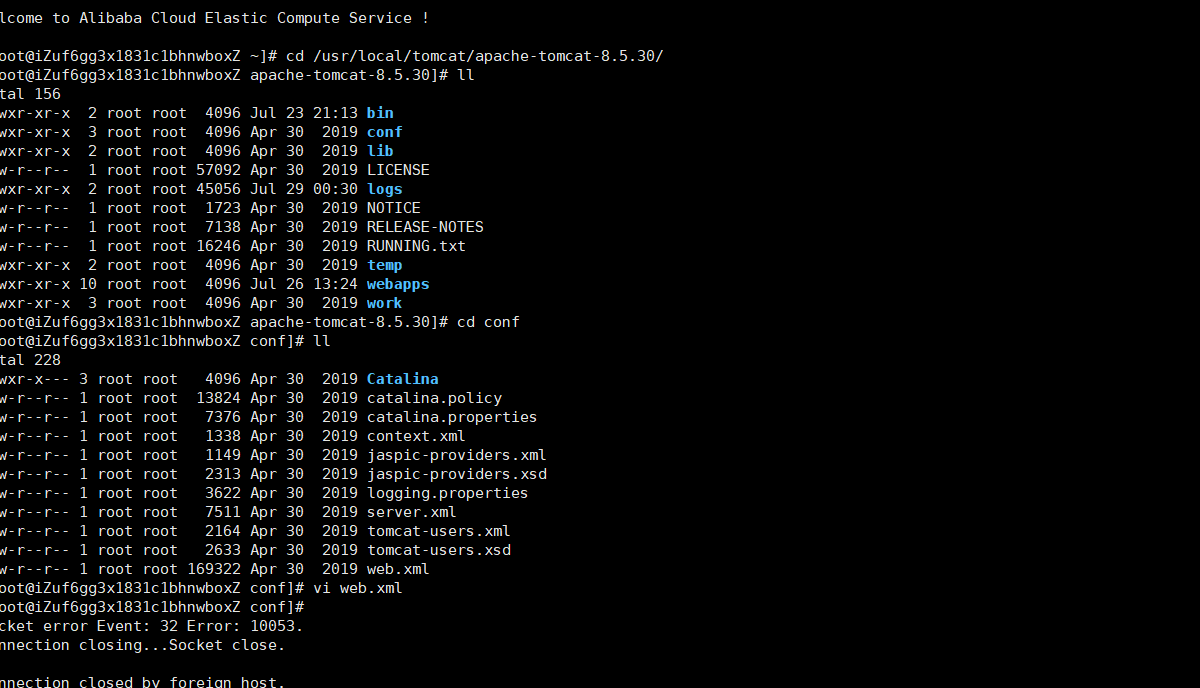 lcome to Alibaba Cloud Elastic Compute Service !
oot@iZuf6gg3x1831c1bhnwboxZ ~]# cd /usr/local/tomcat/apache-tomcat-8.5.30/
oot@iZuf6gg3x1831c1bhnwboxZ apache-tomcat-8.5.30]# ll
tal 156
wxr-xr-x  2 root root  4096 Jul 23 21:13 bin
wxr-xr-x  3 root root  4096 Apr 30  2019 conf
wxr-xr-x  2 root root  4096 Apr 30  2019 lib
w-r--r--  1 root root 57092 Apr 30  2019 LICENSE
wxr-xr-x  2 root root 45056 Jul 29 00:30 logs
w-r--r--  1 root root  1723 Apr 30  2019 NOTICE
w-r--r--  1 root root  7138 Apr 30  2019 RELEASE-NOTES
w-r--r--  1 root root 16246 Apr 30  2019 RUNNING.txt
wxr-xr-x  2 root root  4096 Apr 30  2019 temp
wxr-xr-x 10 root root  4096 Jul 26 13:24 webapps
wxr-xr-x  3 root root  4096 Apr 30  2019 work
oot@iZuf6gg3x1831c1bhnwboxZ apache-tomcat-8.5.30]# cd conf
oot@iZuf6gg3x1831c1bhnwboxZ conf]# ll
tal 228
wxr-x--- 3 root root   4096 Apr 30  2019 Catalina
w-r--r-- 1 root root  13824 Apr 30  2019 catalina.policy
w-r--r-- 1 root root   7376 Apr 30  2019 catalina.properties
w-r--r-- 1 root root   1338 Apr 30  2019 context.xml
w-r--r-- 1 root root   1149 Apr 30  2019 jaspic-providers.xml
w-r--r-- 1 root root   2313 Apr 30  2019 jaspic-providers.xsd
w-r--r-- 1 root root   3622 Apr 30  2019 logging.properties
w-r--r-- 1 root root   7511 Apr 30  2019 server.xml
w-r--r-- 1 root root   2164 Apr 30  2019 tomcat-users.xml
w-r--r-- 1 root root   2633 Apr 30  2019 tomcat-users.xsd
w-r--r-- 1 root root 169322 Apr 30  2019 web.xml
oot@iZuf6gg3x1831c1bhnwboxZ conf]# vi web.xml
oot@iZuf6gg3x1831c1bhnwboxZ conf]#
cket error Event: 32 Error: 10053.
nnection closing...Socket close.
nnection closed by foreign host.